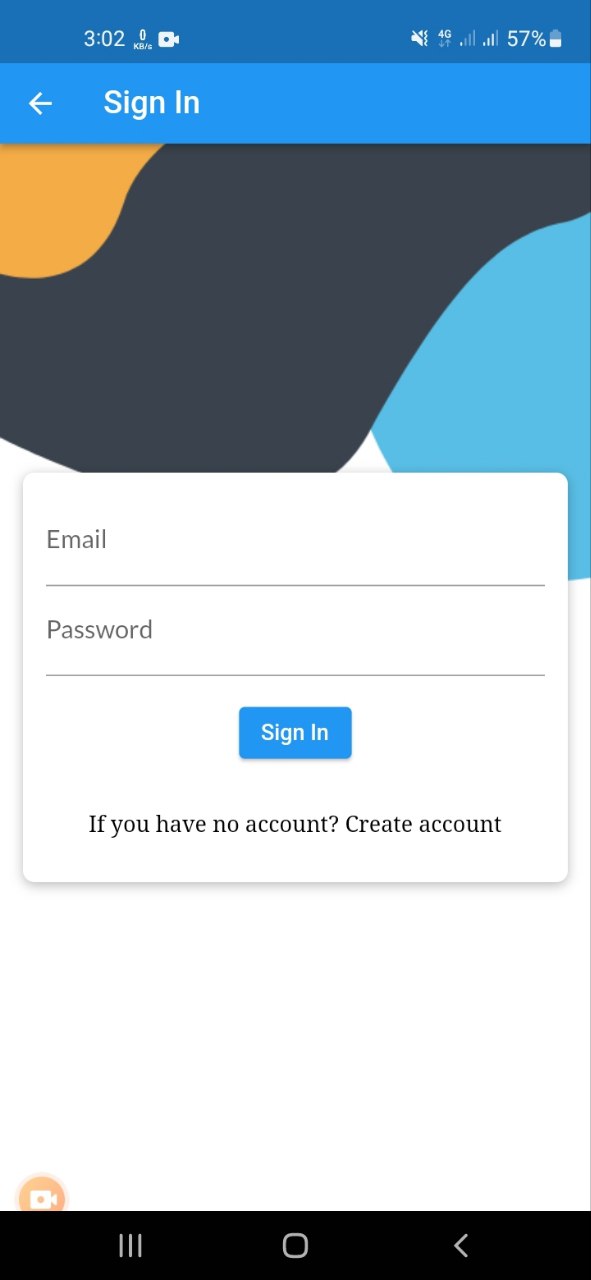 3:02 0 KB/s 4G 57%
Sign In
Email
Password
Sign In
If you have no account? Create account